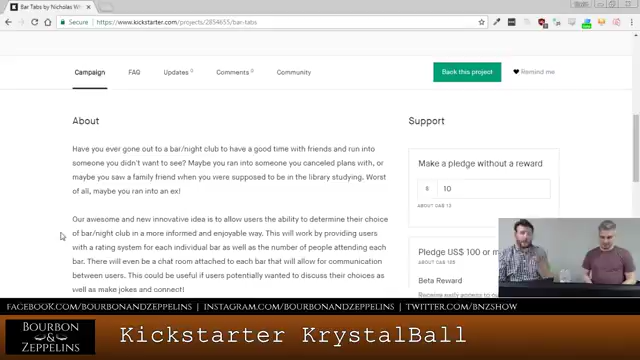 Bar Tabs by Nicholas W
Secure
https://www.kickstarter.com/projects/2854655/bar-tabs
Campaign
FAQ
Updates 0
Comments 0
Community
Back this project
Remind me
About
Have you ever gone out to a bar/night club to have a good time with friends and run into
someone you didn't want to see? Maybe you ran into someone you canceled plans with, or
maybe you saw a family friend when you were supposed to be in the library studying. Worst
of all, maybe you ran into an ex!
Our awesome and new innovative idea is to allow users the ability to determine their choice
of bar/night club in a more informed and enjoyable way. This will work by providing users
with a rating system for each individual bar as well as the number of people attending each
bar. There will even be a chat room attached to each bar that will allow for communication
between users. This could be useful if users potentially wanted to discuss their choices as
well as make jokes and connect!
Support
Make a pledge without a reward
$ 10
Pledge US$ 100 or m
Beta Reward
FACEBOOK.COM/BOURBONANDZEPPELINS | INSTAGRAM.COM/BOURBONANDZEPPELINS | TWITTER.COM/BNZSHOW
BOURBON
&
ZEPPELINS
Kickstarter KrystalBall